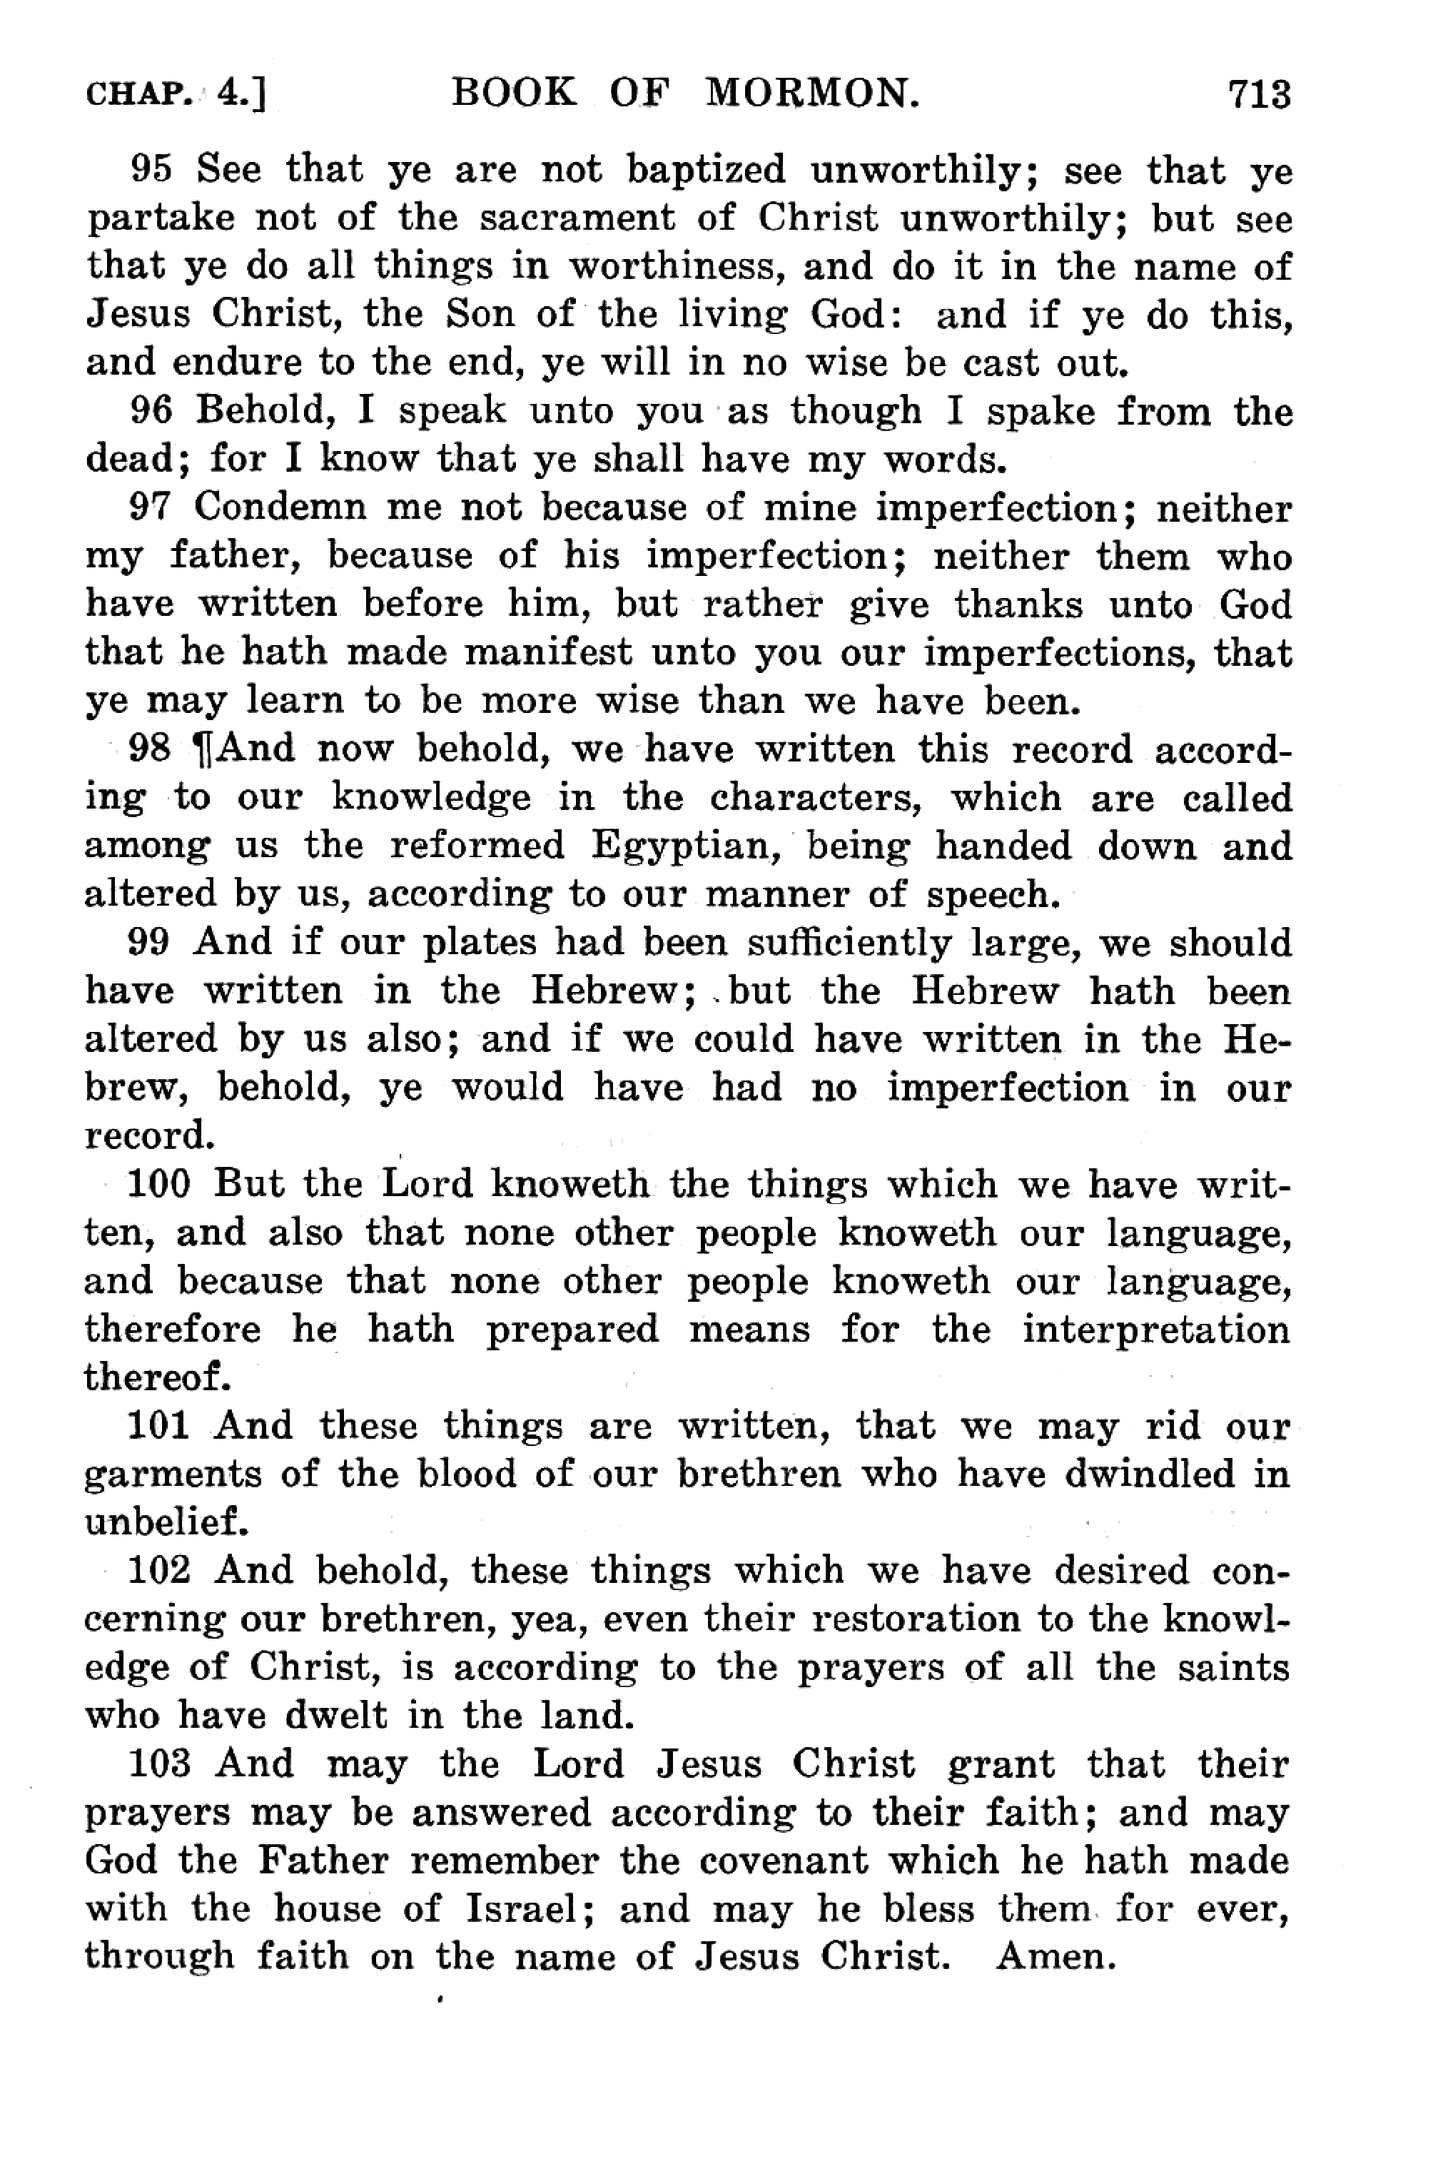 CHAP. 4.] BOOK OF MORMON. 713
95 See that ye are not baptized unworthily; see that ye
partake not of the sacrament of Christ unworthily; but see
that ye do all things in worthiness, and do it in the name of
Jesus Christ, the Son of the living God: and if ye do this,
and endure to the end, ye will in no wise be cast out.
96 Behold, I speak unto you as though I spake from the
dead; for I know that ye shall have my words.
97 Condemn me not because of mine imperfection; neither
my father, because of his imperfection; neither them who
have written before him, but rather give thanks unto God
that he hath made manifest unto you our imperfections, that
ye may learn to be more wise than we have been.
98 ¶And now behold, we have written this record accord-
ing to our knowledge in the characters, which are called
among us the reformed Egyptian, being handed down and
altered by us, according to our manner of speech.
99 And if our plates had been sufficiently large, we should
have written in the Hebrew; but the Hebrew hath been
altered by us also; and if we could have written in the He-
brew, behold, ye would have had no imperfection in our
record.
100 But the Lord knoweth the things which we have writ-
ten, and also that none other people knoweth our language,
and because that none other people knoweth our language,
therefore he hath prepared means for the interpretation
thereof.
101 And these things are written, that we may rid our
garments of the blood of our brethren who have dwindled in
unbelief.
102 And behold, these things which we have desired con-
cerning our brethren, yea, even their restoration to the knowl-
edge of Christ, is according to the prayers of all the saints
who have dwelt in the land.
103 And may the Lord Jesus Christ grant that their
prayers may be answered according to their faith; and may
God the Father remember the covenant which he hath made
with the house of Israel; and may he bless them for ever,
through faith on the name of Jesus Christ. Amen.